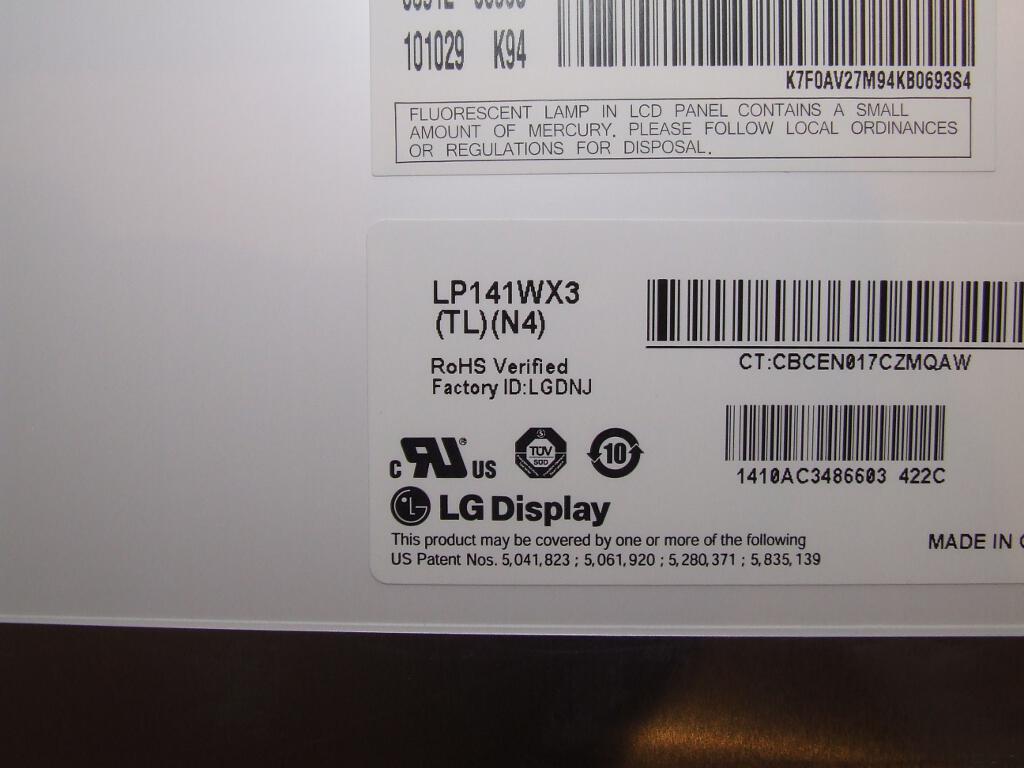 101029 K94
K7F0AV27M94KB0693S4
FLUORESCENT LAMP IN LCD PANEL CONTAINS A SMALL
AMOUNT OF MERCURY. PLEASE FOLLOW LOCAL ORDINANCES
OR REGULATIONS FOR DISPOSAL.
LP141WX3
(TL)(N4)
RoHS Verified
Factory ID:LGDNJ
CT:CBCEN017CZMQAW
1410AC3486603 422C
c RU ® US
TÜV
SÜD
10
LG Display
This product may be covered by one or more of the following
US Patent Nos. 5,041,823 ; 5,061,920 ; 5,280,371 ; 5,835,139
MADE IN